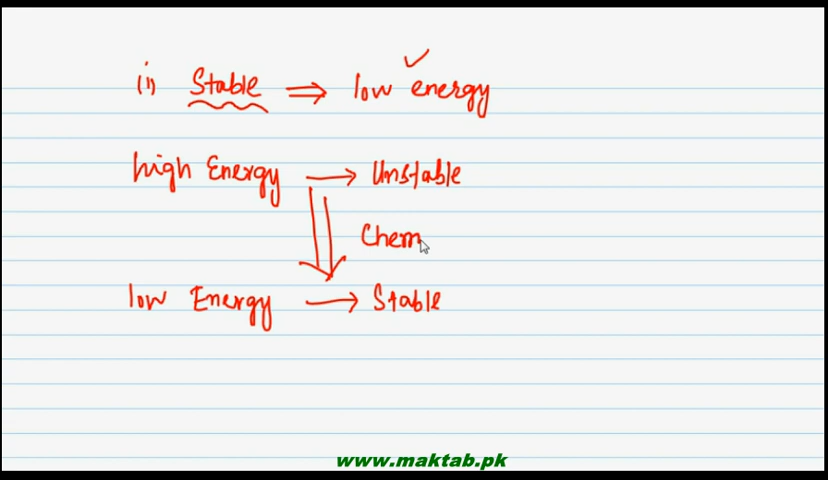 (i) Stable ⇒ low energy
high Energy → Unstable
Chem
low Energy → Stable
www.maktab.pk